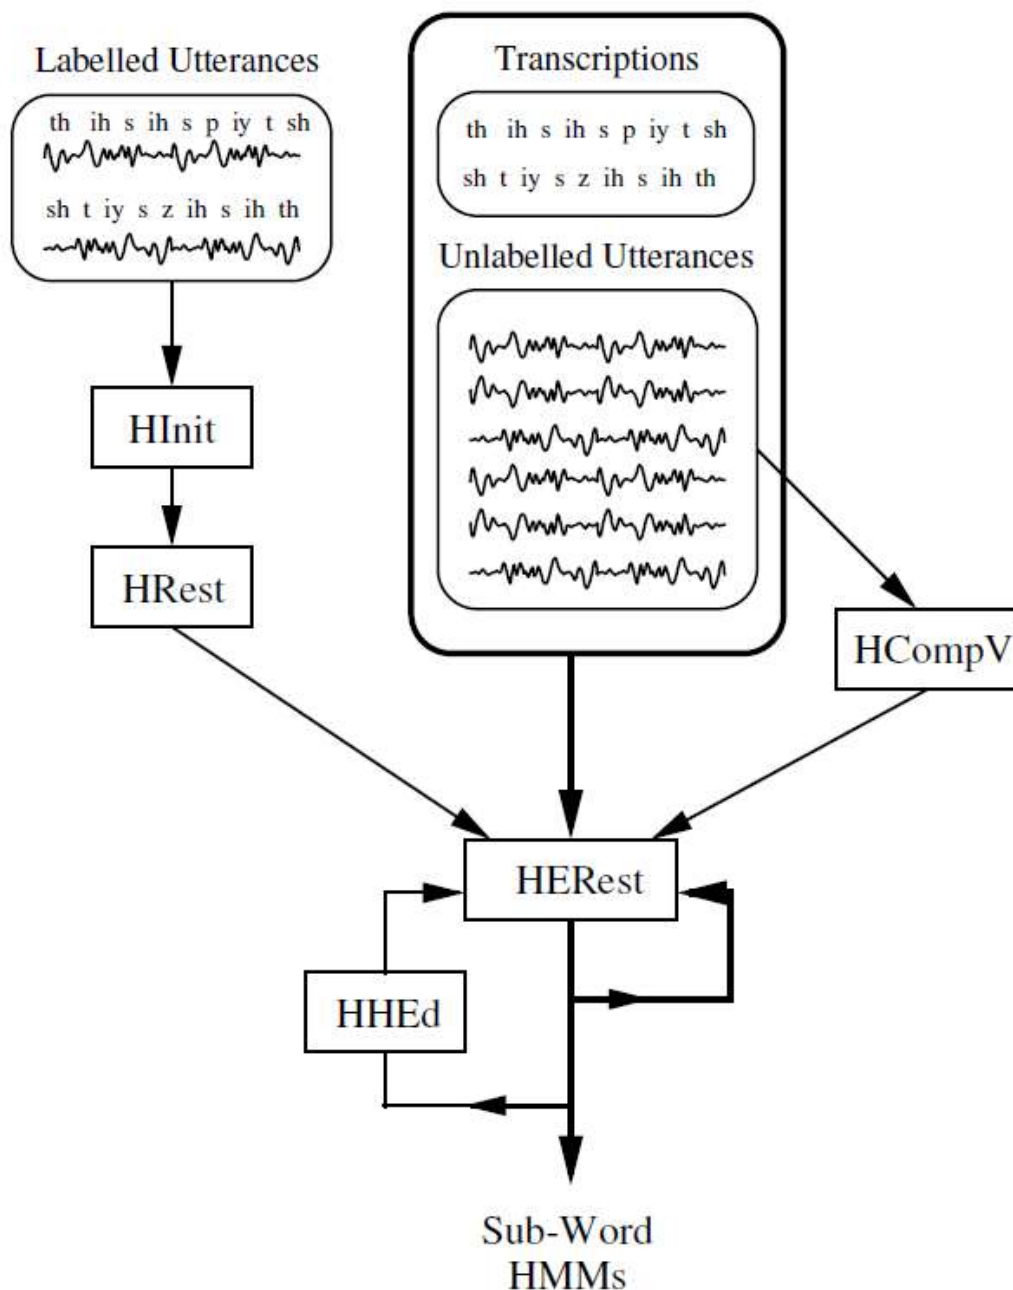 Labelled Utterances
th ih s ih s p iy t sh
sh t iy s z ih s ih th
Transcriptions
th ih s ih s p iy t sh
sh t iy s z ih s ih th
Unlabelled Utterances
HInit
HRest
HCompV
HERest
HHEd
Sub-Word
HMMs